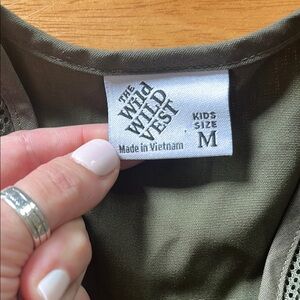 THE
Wild
WILD
VEST
KIDS
SIZE
M
Made in Vietnam